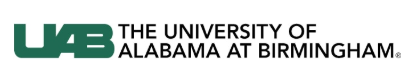 UAB THE UNIVERSITY OF
ALABAMA AT BIRMINGHAM®